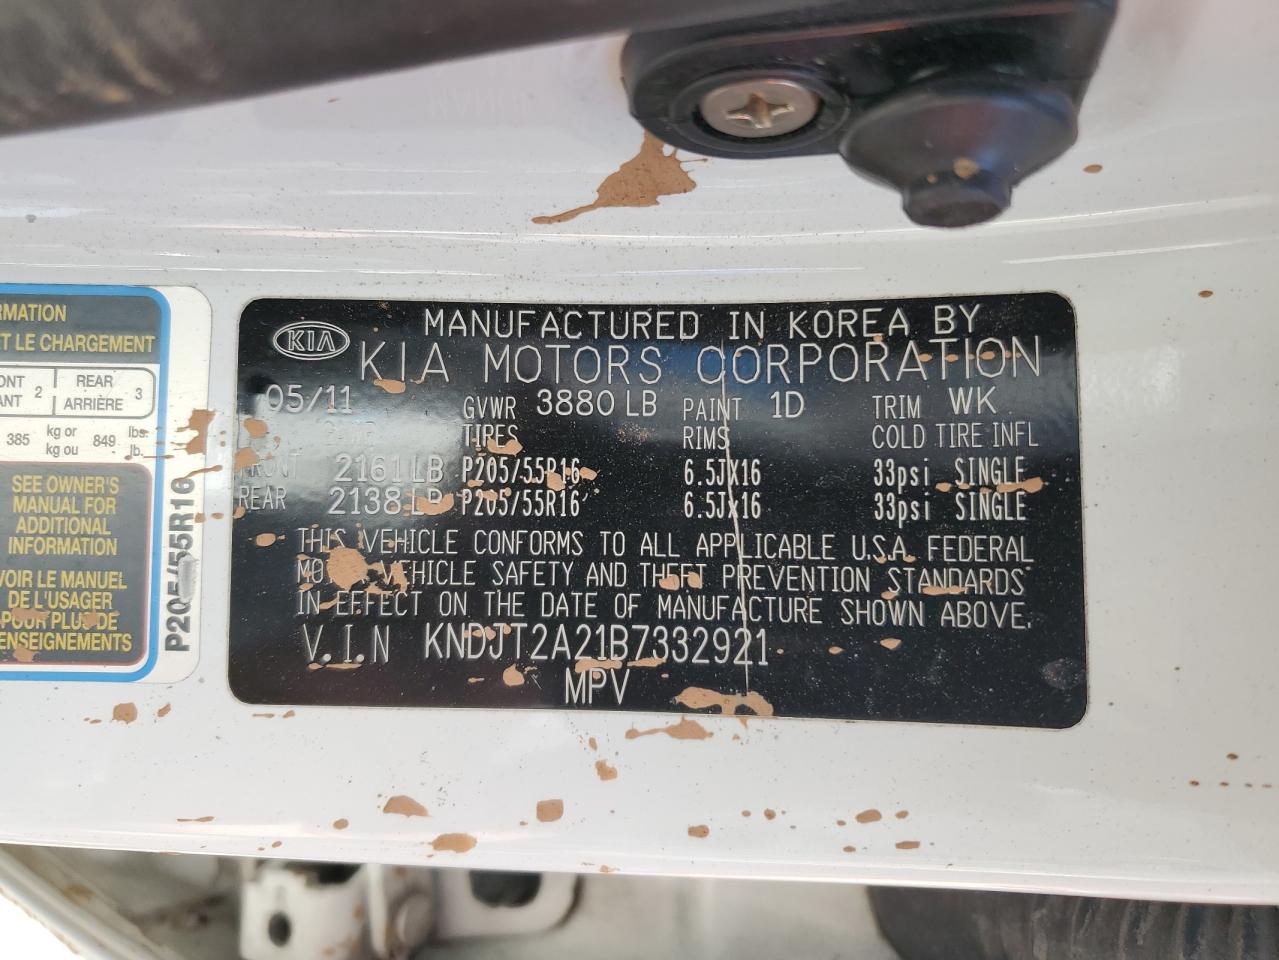 RMATION
ET LE CHARGEMENT
ONT 2 REAR 3
ANT ARRIÈRE
385 kg or 849 lbs.
kg ou lb.
SEE OWNER'S
MANUAL FOR
ADDITIONAL
INFORMATION
VOIR LE MANUEL
DE L'USAGER
POUR PLUS DE
RENSEIGNEMENTS
P205/55R16
KIA
MANUFACTURED IN KOREA BY
KIA MOTORS CORPORATION
05/11 GVWR 3880 LB PAINT 1D TRIM WK
TIRES RIMS COLD TIRE INFL
FRONT 2161 LB P205/55R16 6.5JX16 33psi SINGLE
REAR 2138 LB P205/55R16 6.5JX16 33psi SINGLE
THIS VEHICLE CONFORMS TO ALL APPLICABLE U.S.A. FEDERAL
MOTOR VEHICLE SAFETY AND THEFT PREVENTION STANDARDS
IN EFFECT ON THE DATE OF MANUFACTURE SHOWN ABOVE.
V.I.N KNDJT2A21B7332921
MPV